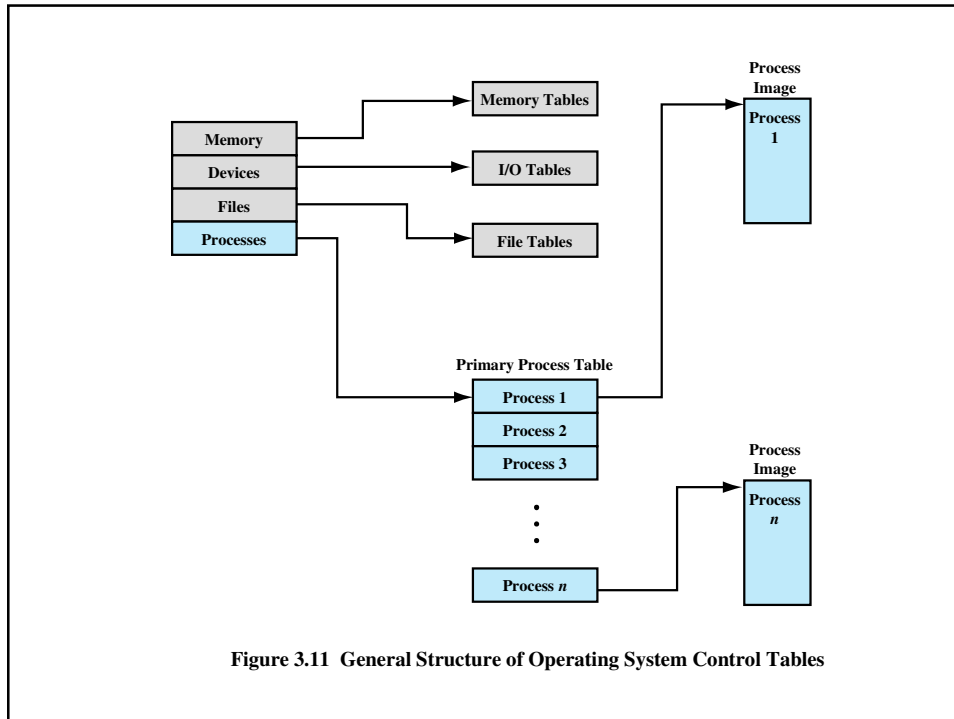 Memory
Devices
Files
Processes
Memory Tables
I/O Tables
File Tables
Primary Process Table
Process 1
Process 2
Process 3
Process n
Process
Image
Process
1
Process
Image
Process
n
Figure 3.11 General Structure of Operating System Control Tables